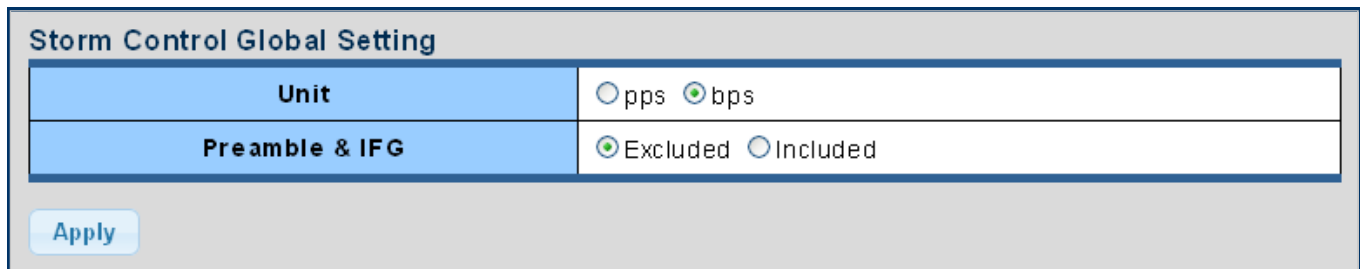 Storm Control Global Setting
Unit pps bps
Preamble & IFG Excluded Included
Apply